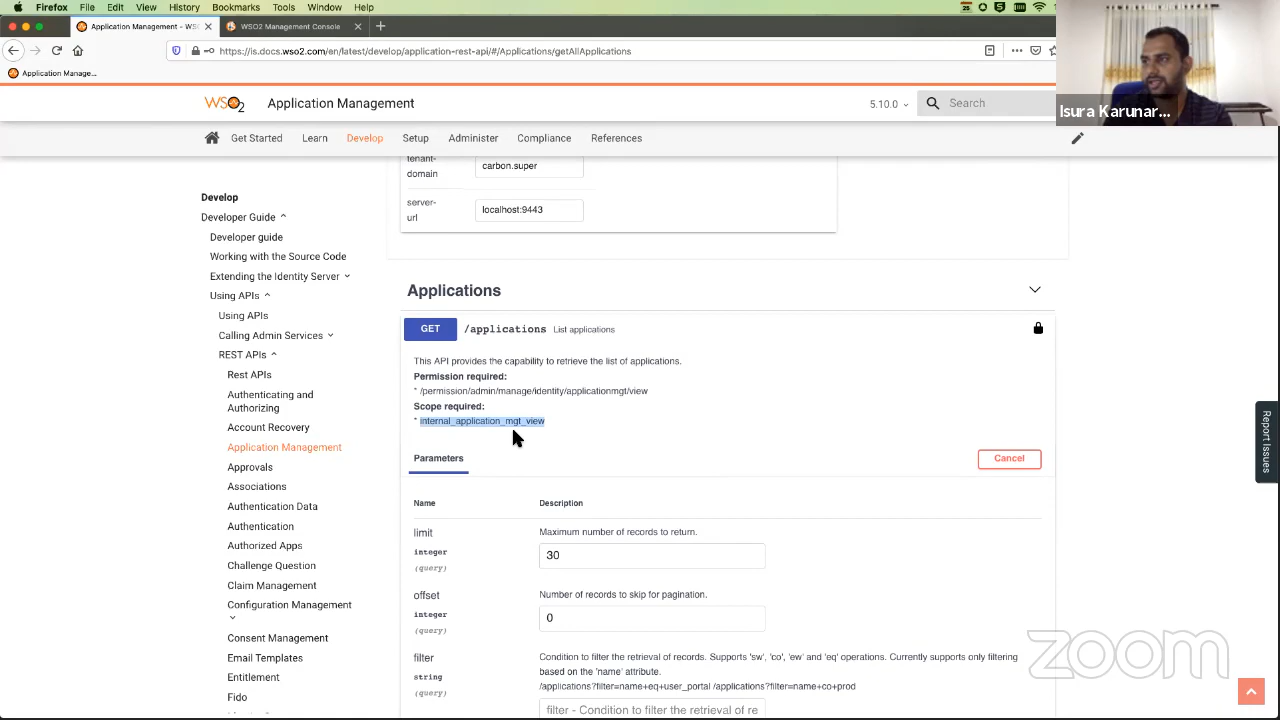 Firefox File Edit View History Bookmarks Tools Window Help
25
Application Management - WS
WSO2 Management Console
https://is.docs.wso2.com/en/latest/develop/application-rest-api/#/Applications/getAllApplications
Application Manage...
WSO2 Application Management
5.10.0
Search
Isura Karunar...
Get Started Learn Develop Setup Administer Compliance References
tenant-
domain
carbon.super
server-
url
localhost:9443
Develop
Developer Guide
Developer guide
Working with the Source Code
Extending the Identity Server
Using APIs
Using APIs
Calling Admin Services
REST APIs
Rest APIs
Authenticating and
Authorizing
Account Recovery
Application Management
Approvals
Associations
Authentication Data
Authentication
Authorized Apps
Challenge Question
Claim Management
Configuration Management
Consent Management
Email Templates
Entitlement
Fido
Applications
GET /applications List applications
This API provides the capability to retrieve the list of applications.
Permission required:
* /permission/admin/manage/identity/applicationmgt/view
Scope required:
* internal_application_mgt_view
Parameters
Cancel
Name Description
limit
integer
(query)
Maximum number of records to return.
30
offset
integer
(query)
Number of records to skip for pagination.
0
filter
string
(query)
Condition to filter the retrieval of records. Supports 'sw', 'co', 'ew' and 'eq' operations. Currently supports only filtering
based on the 'name' attribute.
/applications?filter=name+eq+user_portal /applications?filter=name+co+prod
filter - Condition to filter the retrieval of re
Report Issues
zoom